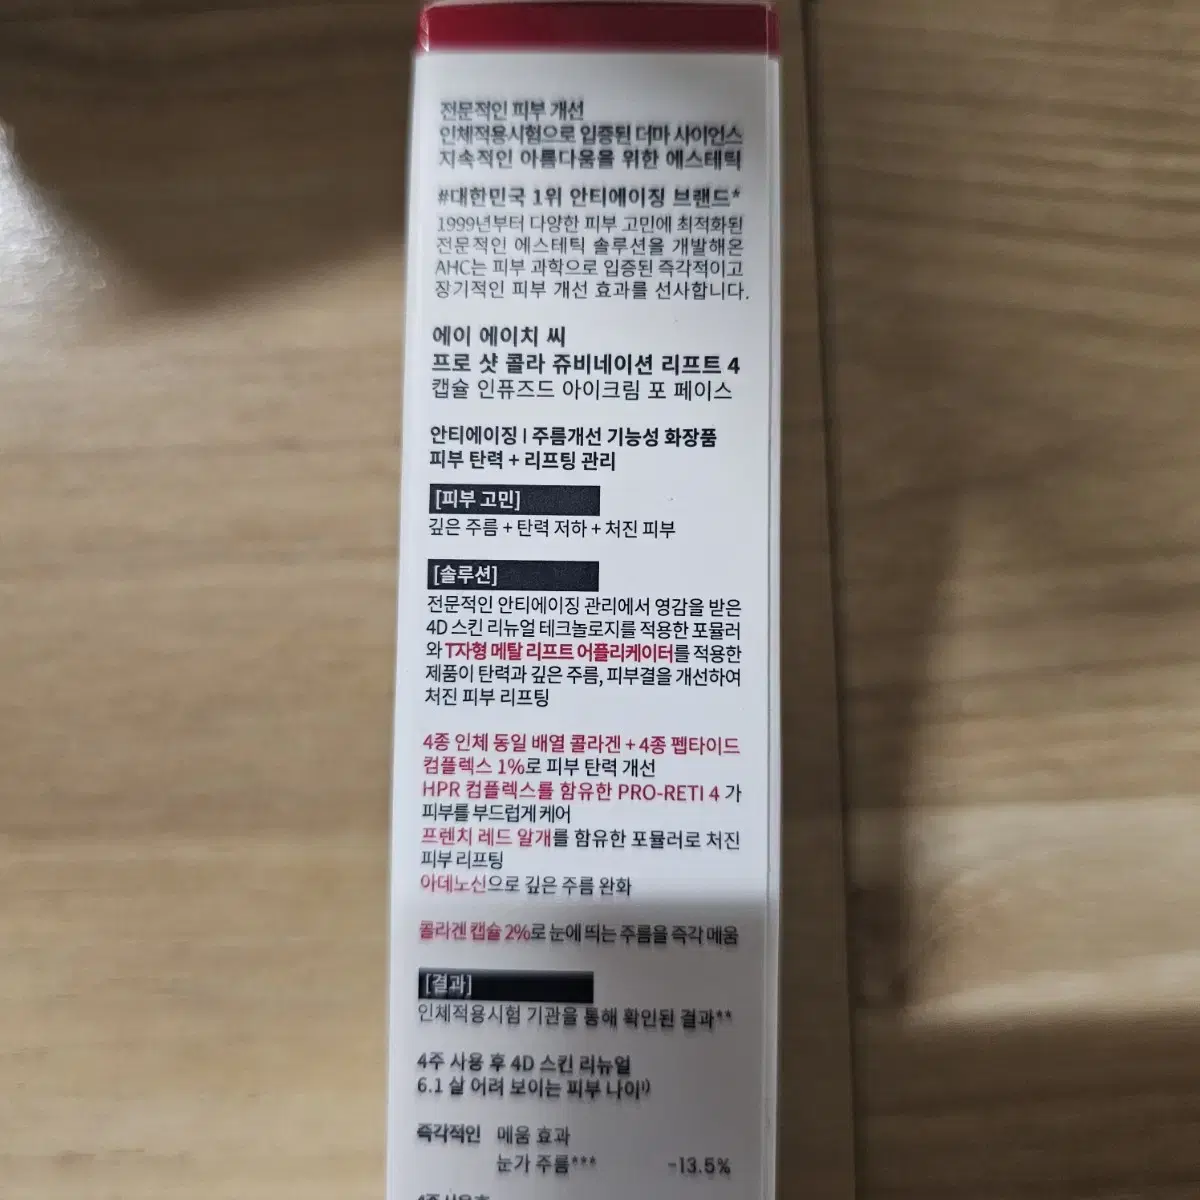 전문적인 피부 개선
인체적용시험으로 입증된 더마 사이언스
지속적인 아름다움을 위한 에스테틱
#대한민국 1위 안티에이징 브랜드*
1999년부터 다양한 피부 고민에 최적화된
전문적인 에스테틱 솔루션을 개발해온
AHC는 피부 과학으로 입증된 즉각적이고
장기적인 피부 개선 효과를 선사합니다.
에이 에이치 씨
프로 샷 콜라 쥬비네이션 리프트 4
캡슐 인퓨즈드 아이크림 포 페이스
안티에이징 I 주름개선 기능성 화장품
피부 탄력 + 리프팅 관리
[피부 고민]
깊은 주름 + 탄력 저하 + 처진 피부
[솔루션]
전문적인 안티에이징 관리에서 영감을 받은
4D 스킨 리뉴얼 테크놀로지를 적용한 포뮬러
와 T자형 메탈 리프트 어플리케이터를 적용한
제품이 탄력과 깊은 주름, 피부결을 개선하여
처진 피부 리프팅
4종 인체 동일 배열 콜라겐 + 4종 펩타이드
컴플렉스 1%로 피부 탄력 개선
HPR 컴플렉스를 함유한 PRO-RETI 4 가
피부를 부드럽게 케어
프렌치 레드 알개를 함유한 포뮬러로 처진
피부 리프팅
아데노신으로 깊은 주름 완화
콜라겐 캡슐 2%로 눈에 띄는 주름을 즉각 메움
[결과]
인체적용시험 기관을 통해 확인된 결과**
4주 사용 후 4D 스킨 리뉴얼
6.1 살 어려 보이는 피부 나이¹⁾
즉각적인 메움 효과
눈가 주름*** -13.5%
4주 사용 후